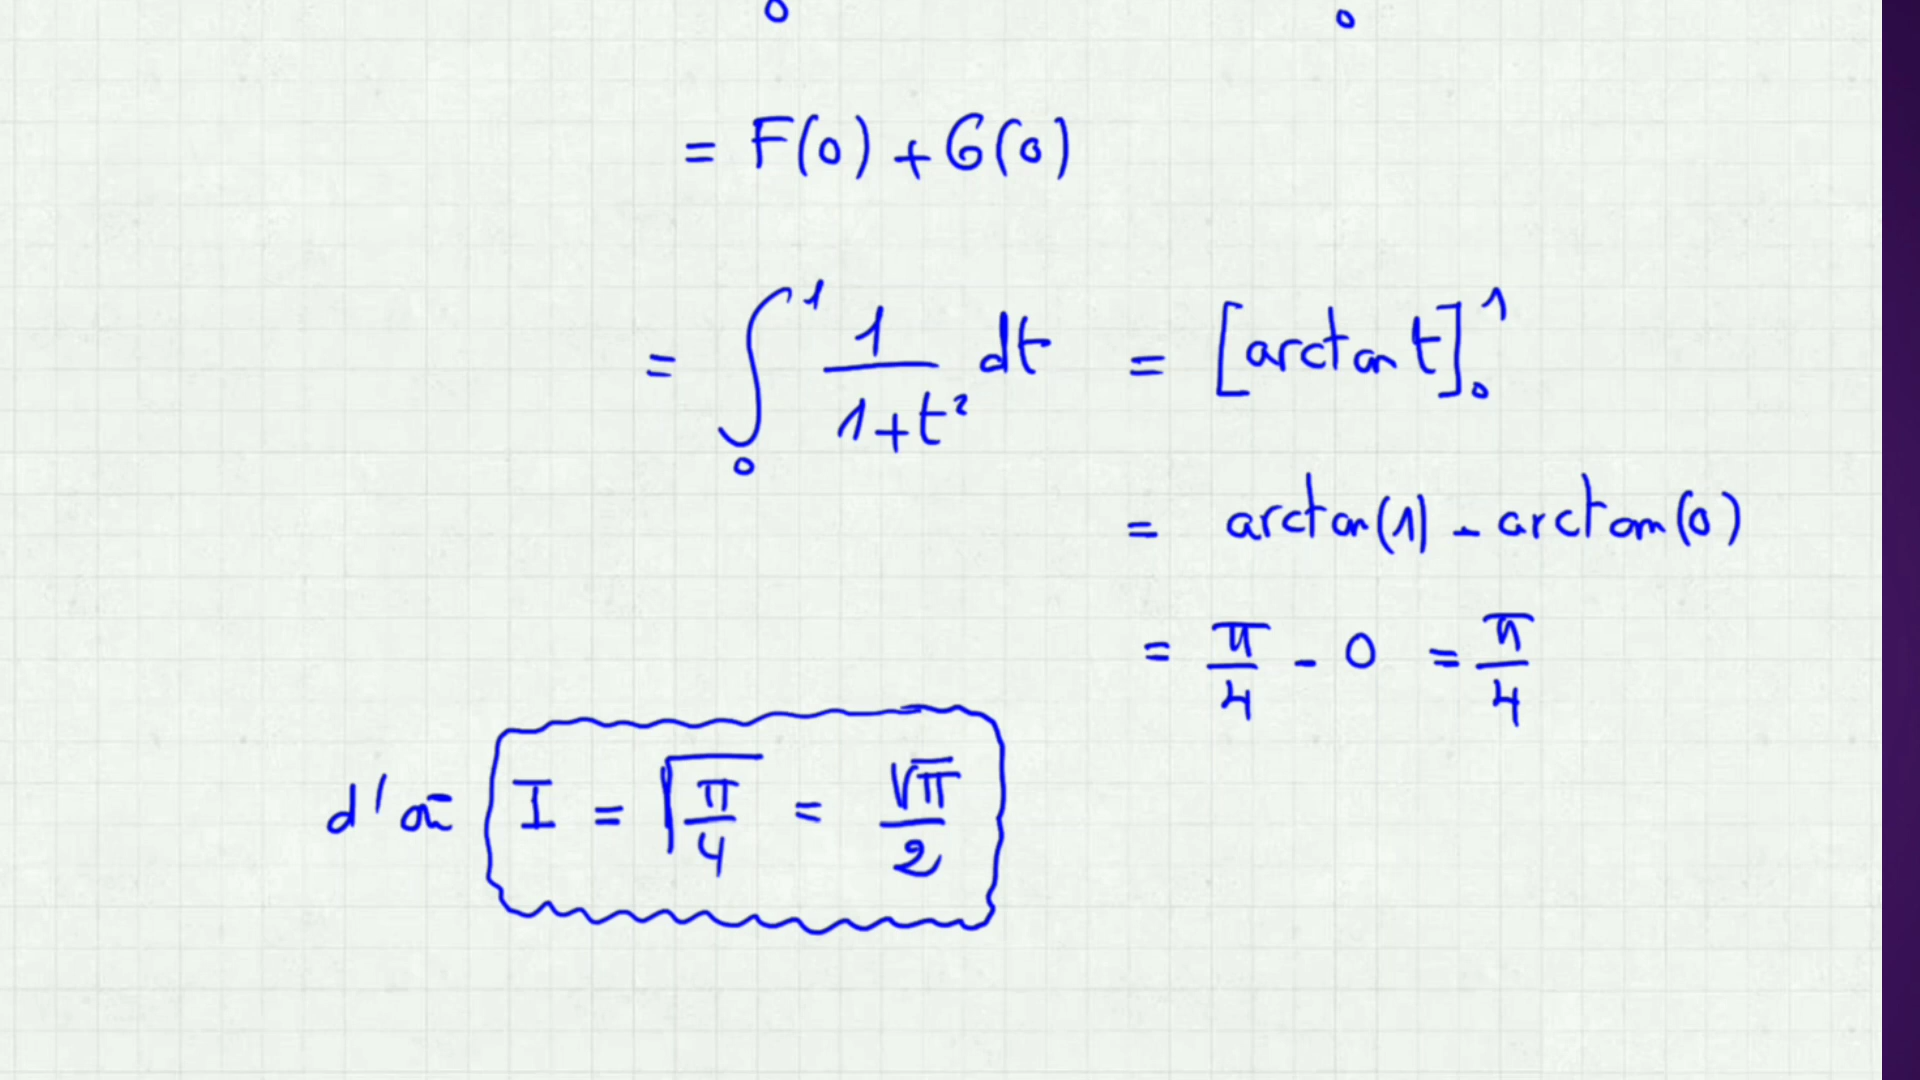 0 0
= F(0) + G(0)
= ∫₀¹ 1/(1+t²) dt = [arctan t]₀¹
= arctan(1) - arctan(0)
= π/4 - 0 = π/4
d'où I = √(π/4) = √π/2